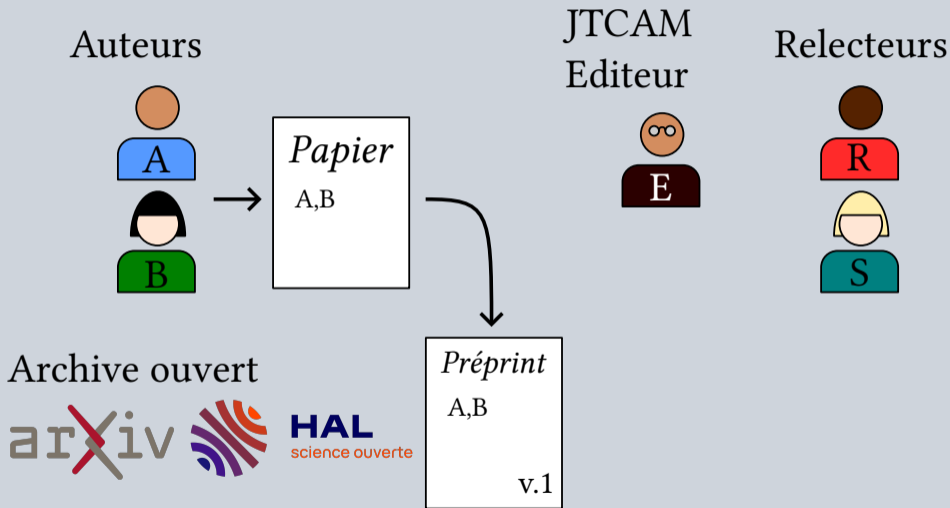 Auteurs
A
B
Papier
A,B
JTCAM
Editeur
E
Relecteurs
R
S
Archive ouvert
arXiv
HAL
science ouverte
Préprint
A,B
v.1